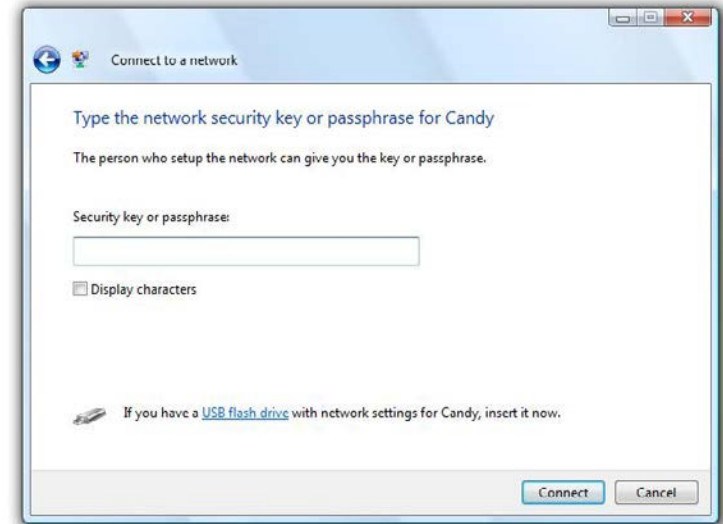 Connect to a network
Type the network security key or passphrase for Candy
The person who setup the network can give you the key or passphrase.
Security key or passphrase:
Display characters
If you have a USB flash drive with network settings for Candy, insert it now.
Connect Cancel